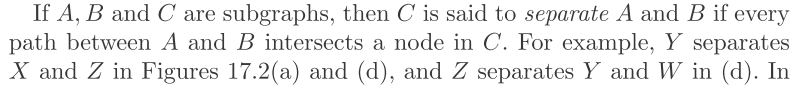 If A, B and C are subgraphs, then C is said to separate A and B if every
path between A and B intersects a node in C. For example, Y separates
X and Z in Figures 17.2(a) and (d), and Z separates Y and W in (d). In